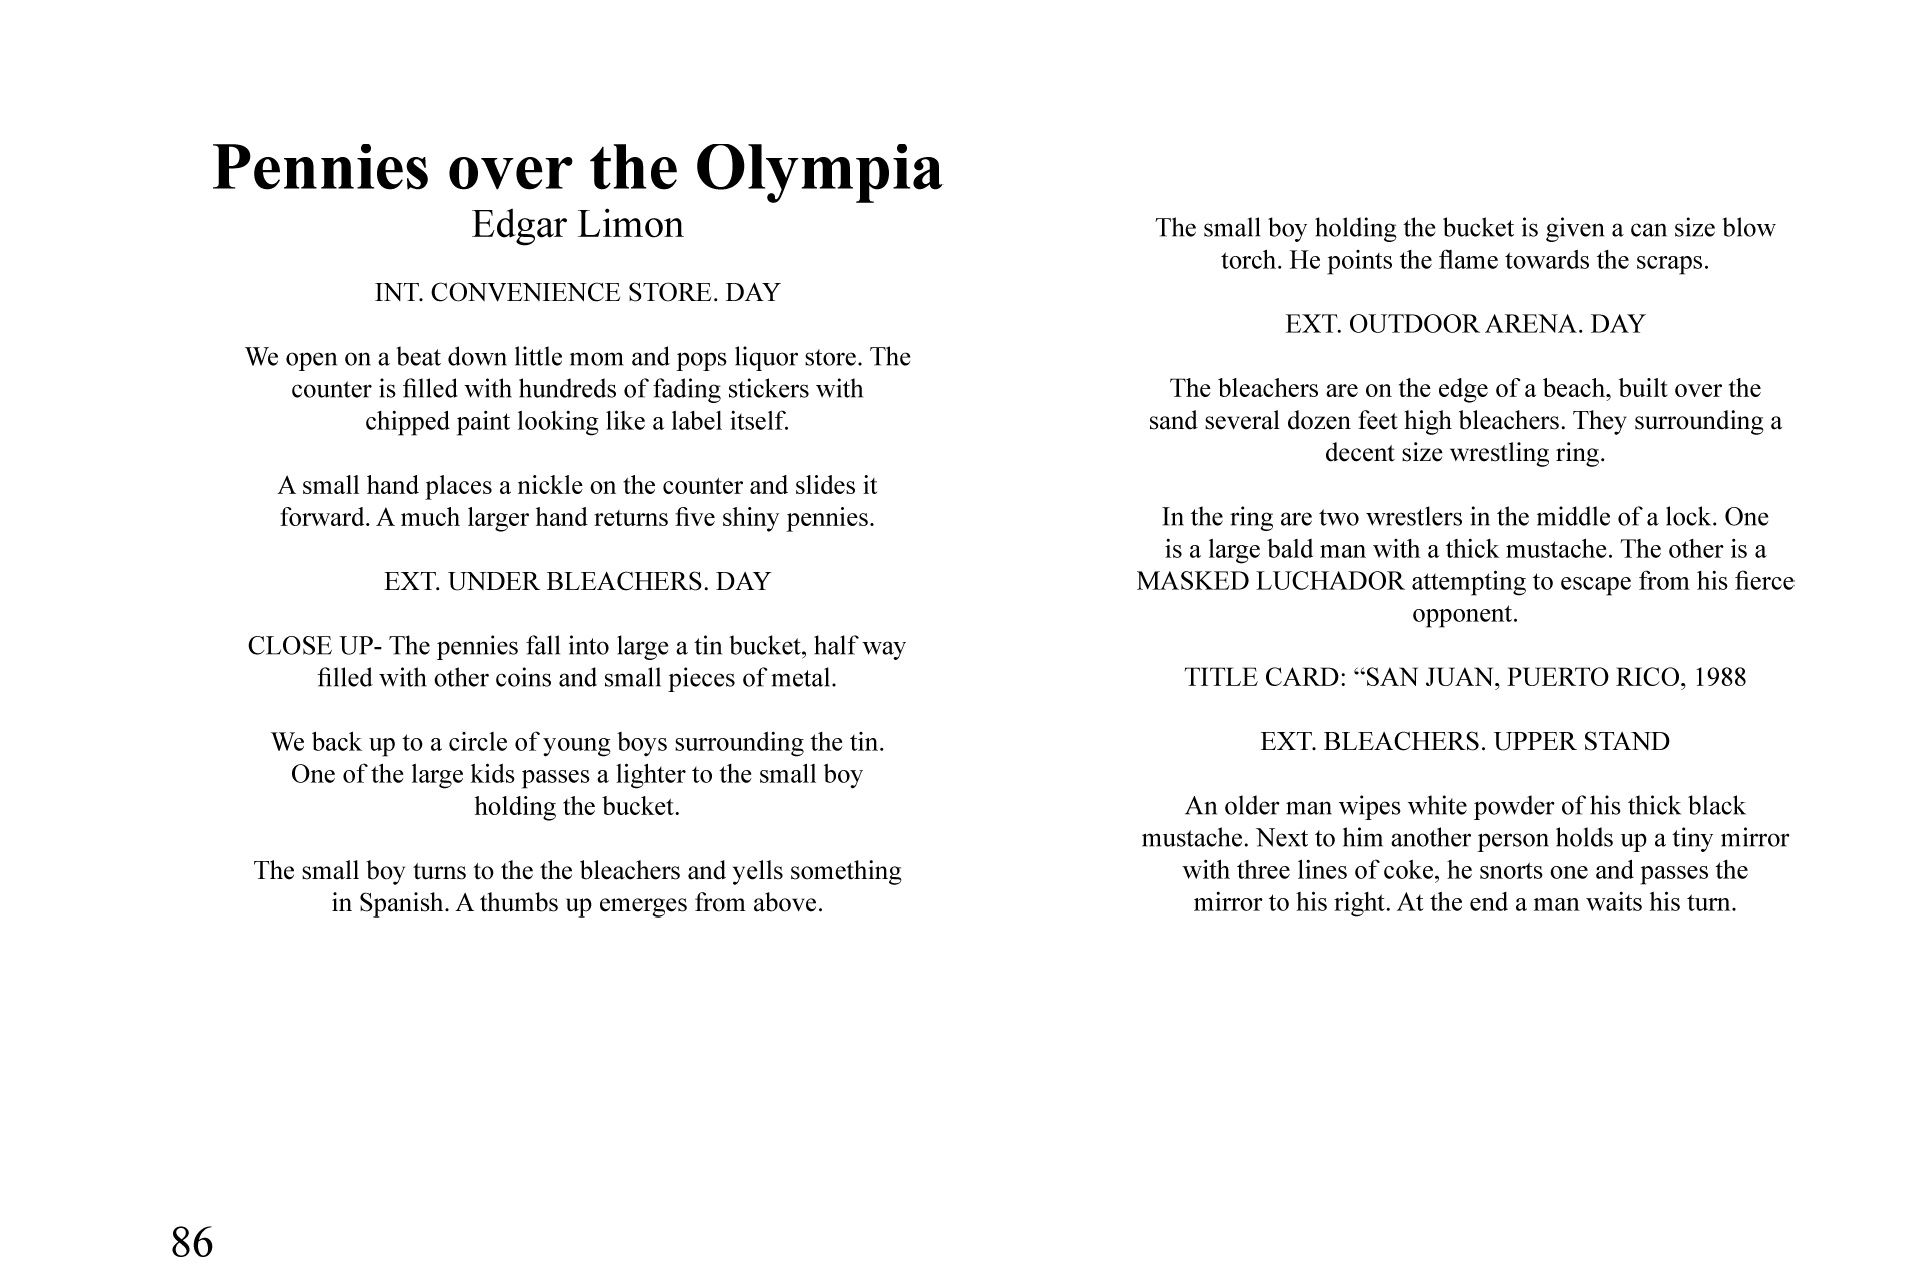 Pennies over the Olympia
Edgar Limon
INT. CONVENIENCE STORE. DAY
We open on a beat down little mom and pops liquor store. The
counter is filled with hundreds of fading stickers with
chipped paint looking like a label itself.
A small hand places a nickle on the counter and slides it
forward. A much larger hand returns five shiny pennies.
EXT. UNDER BLEACHERS. DAY
CLOSE UP- The pennies fall into large a tin bucket, half way
filled with other coins and small pieces of metal.
We back up to a circle of young boys surrounding the tin.
One of the large kids passes a lighter to the small boy
holding the bucket.
The small boy turns to the the bleachers and yells something
in Spanish. A thumbs up emerges from above.
The small boy holding the bucket is given a can size blow
torch. He points the flame towards the scraps.
EXT. OUTDOOR ARENA. DAY
The bleachers are on the edge of a beach, built over the
sand several dozen feet high bleachers. They surrounding a
decent size wrestling ring.
In the ring are two wrestlers in the middle of a lock. One
is a large bald man with a thick mustache. The other is a
MASKED LUCHADOR attempting to escape from his fierce
opponent.
TITLE CARD: “SAN JUAN, PUERTO RICO, 1988
EXT. BLEACHERS. UPPER STAND
An older man wipes white powder of his thick black
mustache. Next to him another person holds up a tiny mirror
with three lines of coke, he snorts one and passes the
mirror to his right. At the end a man waits his turn.
86